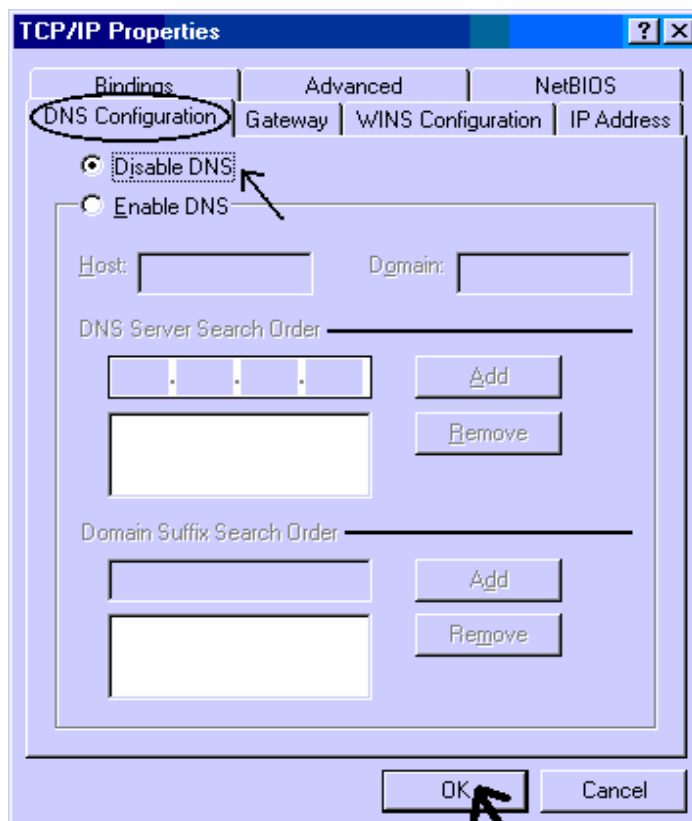 TCP/IP Properties
Bindings Advanced NetBIOS
DNS Configuration Gateway WINS Configuration IP Address
Disable DNS
Enable DNS
Host: Domain:
DNS Server Search Order
. . .
Add
Remove
Domain Suffix Search Order
Add
Remove
OK Cancel